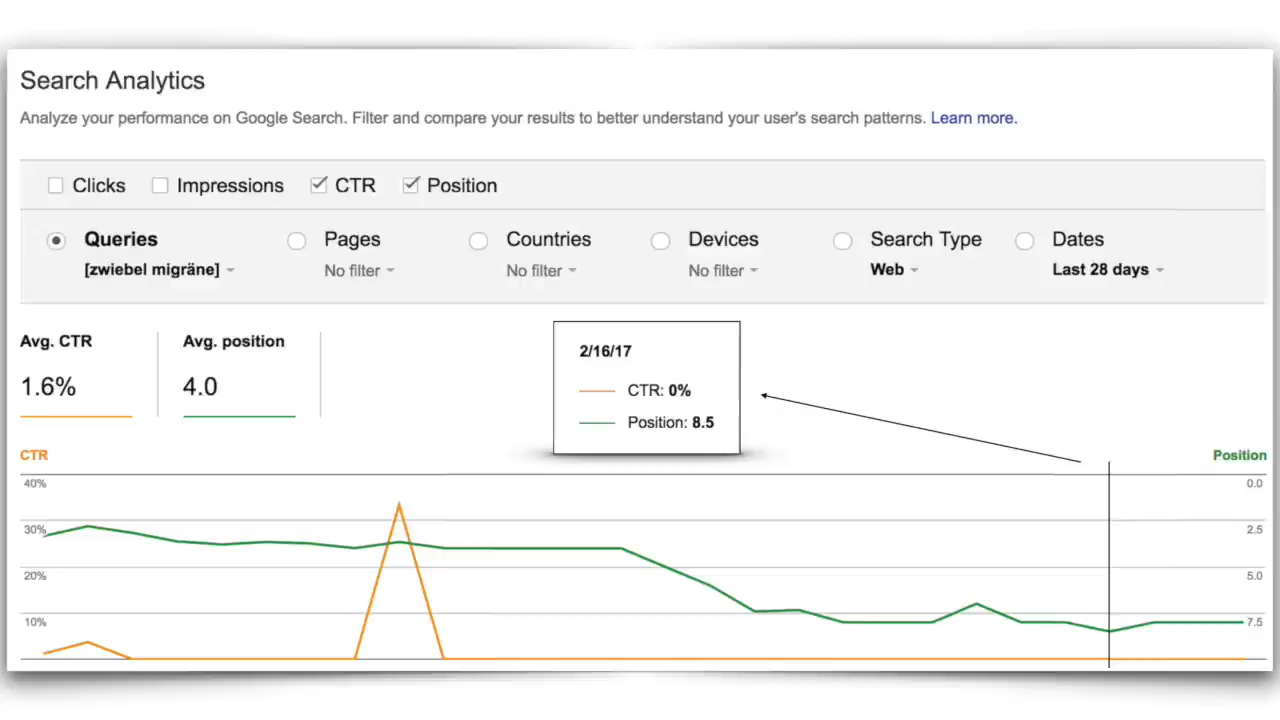 Search Analytics
Analyze your performance on Google Search. Filter and compare your results to better understand your user's search patterns. Learn more.
Clicks Impressions CTR Position
Queries Pages Countries Devices Search Type Dates
[zwiebel migräne] No filter No filter No filter Web Last 28 days
Avg. CTR Avg. position
1.6% 4.0
2/16/17
CTR: 0%
Position: 8.5
CTR Position
40% 0.0
30% 2.5
20% 5.0
10% 7.5